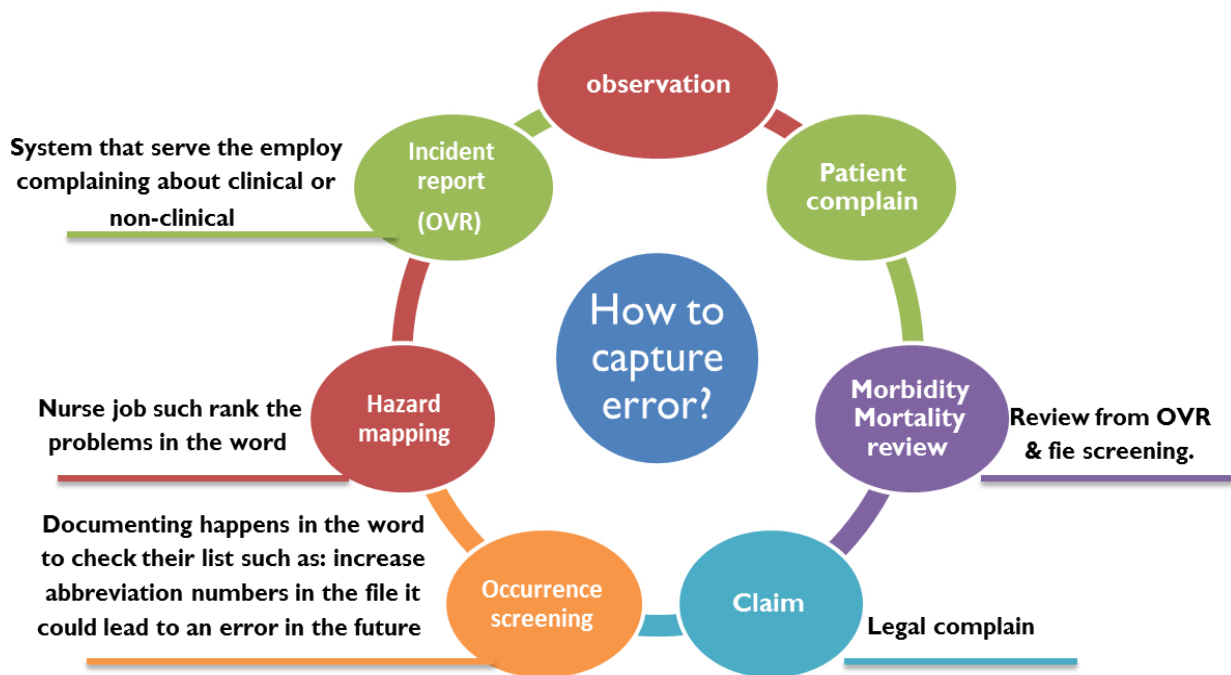 observation
Patient
complain
Morbidity
Mortality
review
Review from OVR
& fie screening.
Claim
Legal complain
Occurrence
screening
Documenting happens in the word
to check their list such as: increase
abbreviation numbers in the file it
could lead to an error in the future
Hazard
mapping
Nurse job such rank the
problems in the word
Incident
report
(OVR)
System that serve the employ
complaining about clinical or
non-clinical
How to
capture
error?